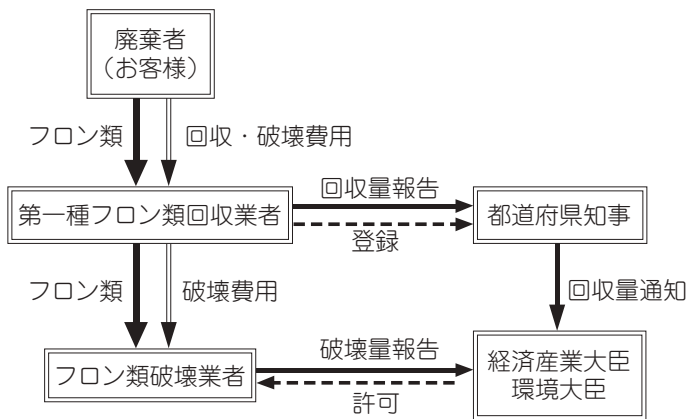 廃棄者
（お客様）
フロン類
回収・破壊費用
回収量報告
第一種フロン類回収業者
都道府県知事
登録
フロン類
破壊費用
回収量通知
破壊量報告
フロン類破壊業者
経済産業大臣
環境大臣
許可